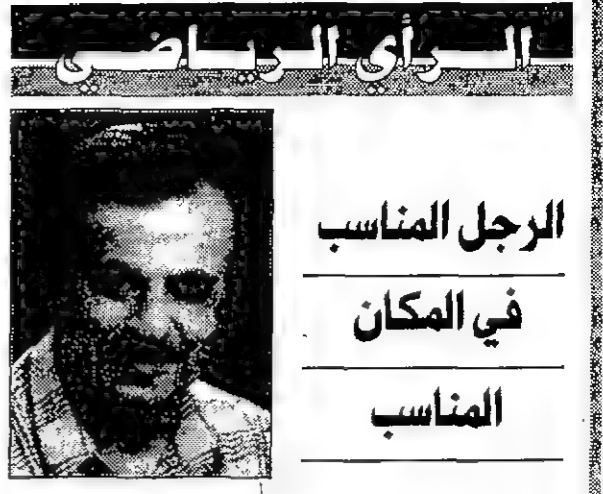 الرأي الرياضي
الرجل المناسب
في المكان
المناسب